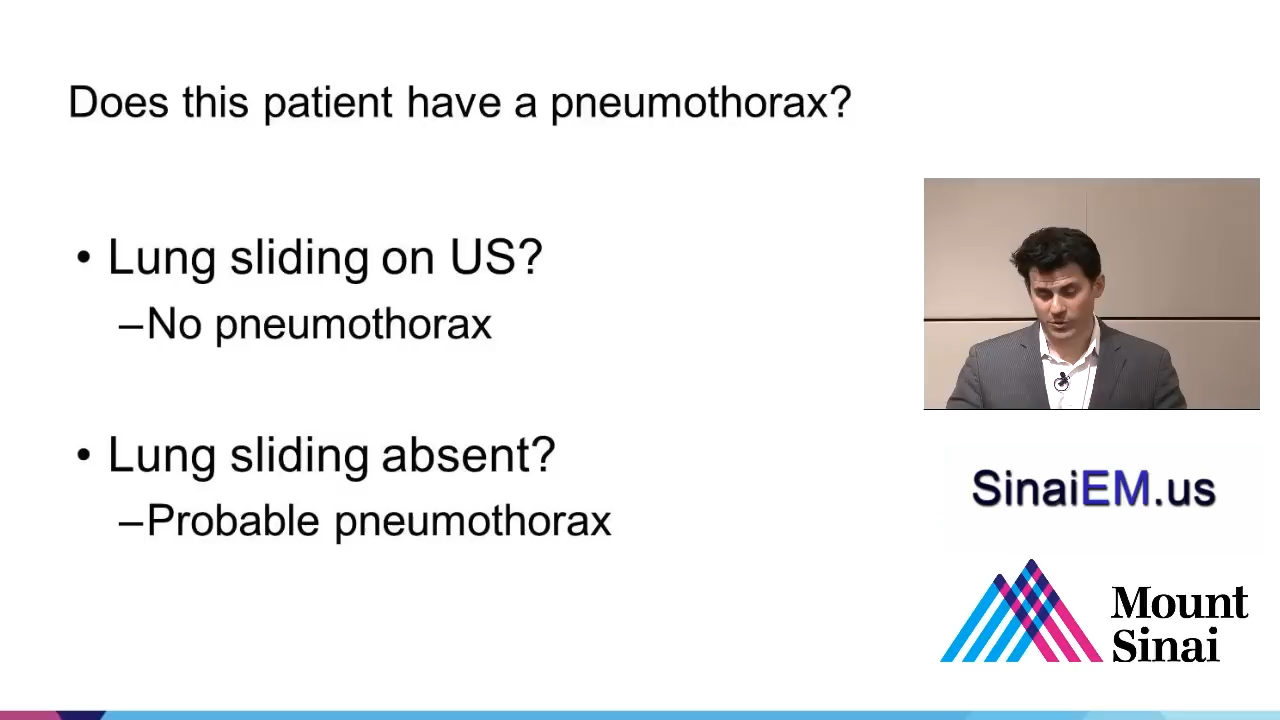 Does this patient have a pneumothorax?
• Lung sliding on US?
–No pneumothorax
• Lung sliding absent?
–Probable pneumothorax
SinaiEM.us
Mount
Sinai